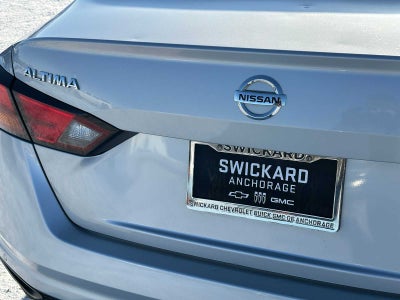 ALTIMA
NISSAN
SWICKARD
SWICKARD
ANCHORAGE
GMC
SWICKARD CHEVROLET BUICK GMC OF ANCHORAGE